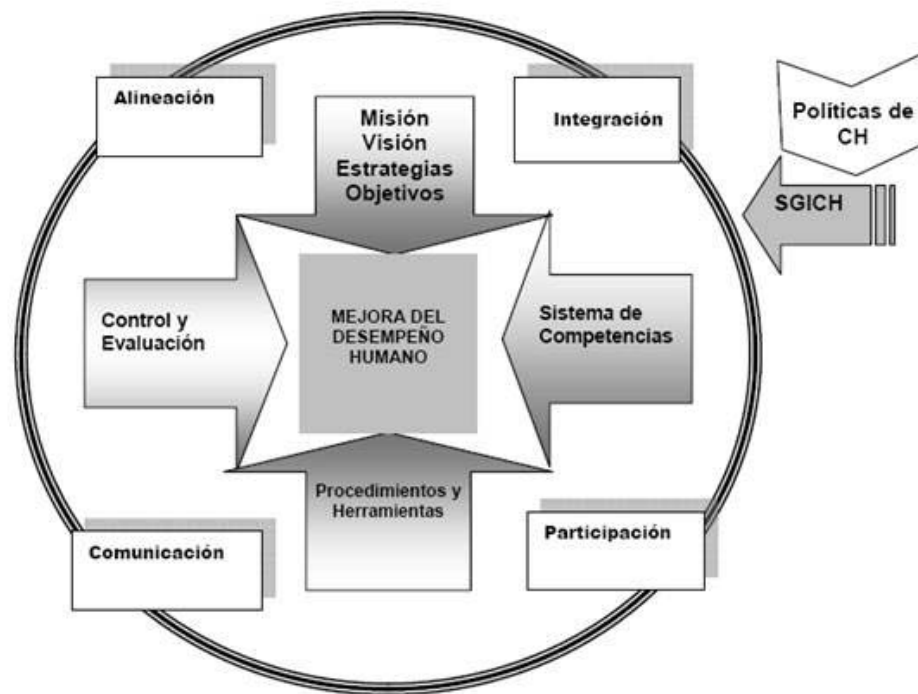 Alineación
Misión
Visión
Estrategias
Objetivos
Integración
Políticas de
CH
SGICH
Control y
Evaluación
MEJORA DEL
DESEMPEÑO
HUMANO
Sistema de
Competencias
Procedimientos y
Herramientas
Comunicación
Participación